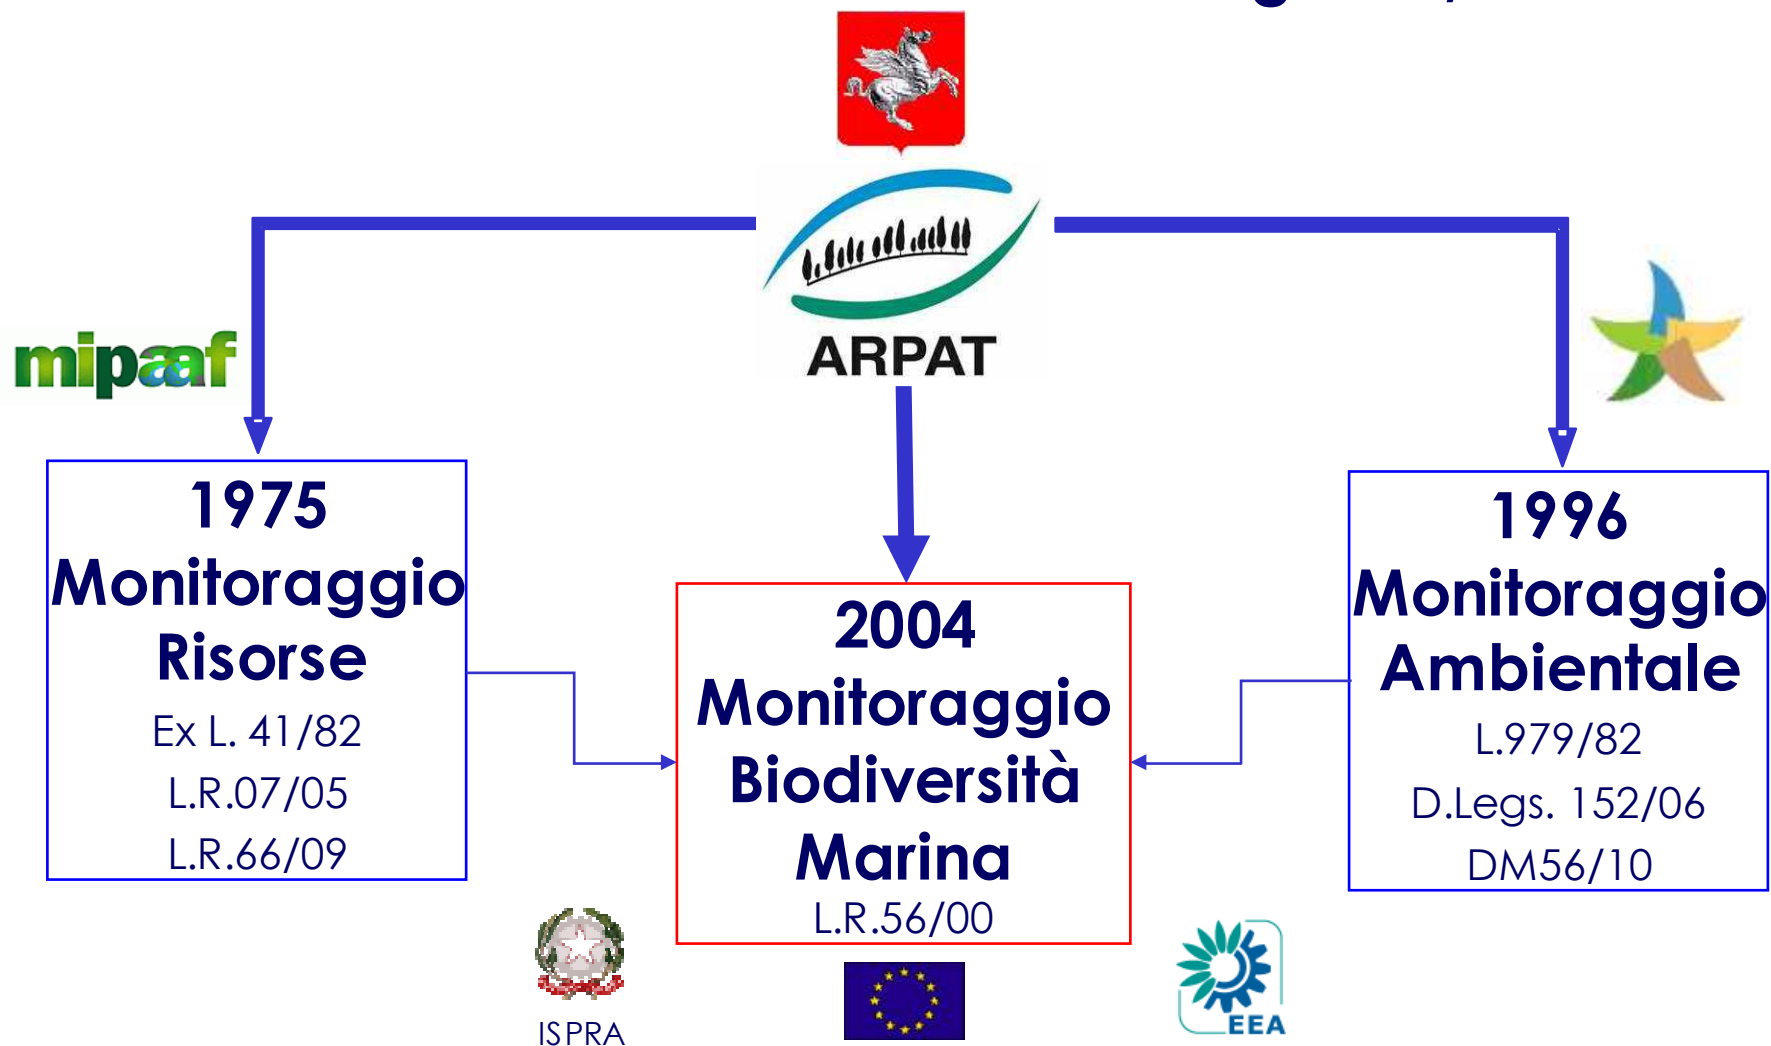 ARPAT
mipaaf
1975
Monitoraggio
Risorse
Ex L. 41/82
L.R.07/05
L.R.66/09
2004
Monitoraggio
Biodiversità
Marina
L.R.56/00
1996
Monitoraggio
Ambientale
L.979/82
D.Legs. 152/06
DM56/10
ISPRA
EEA